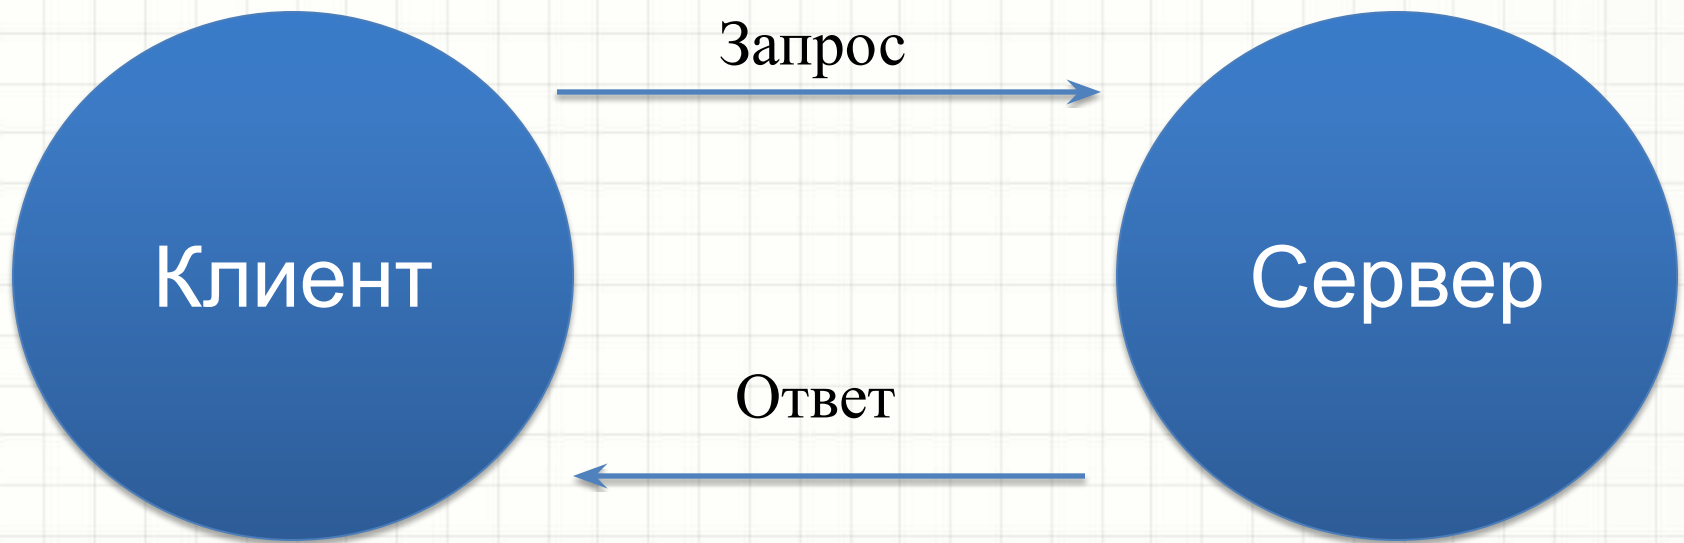 Запрос
Клиент
Сервер
Ответ